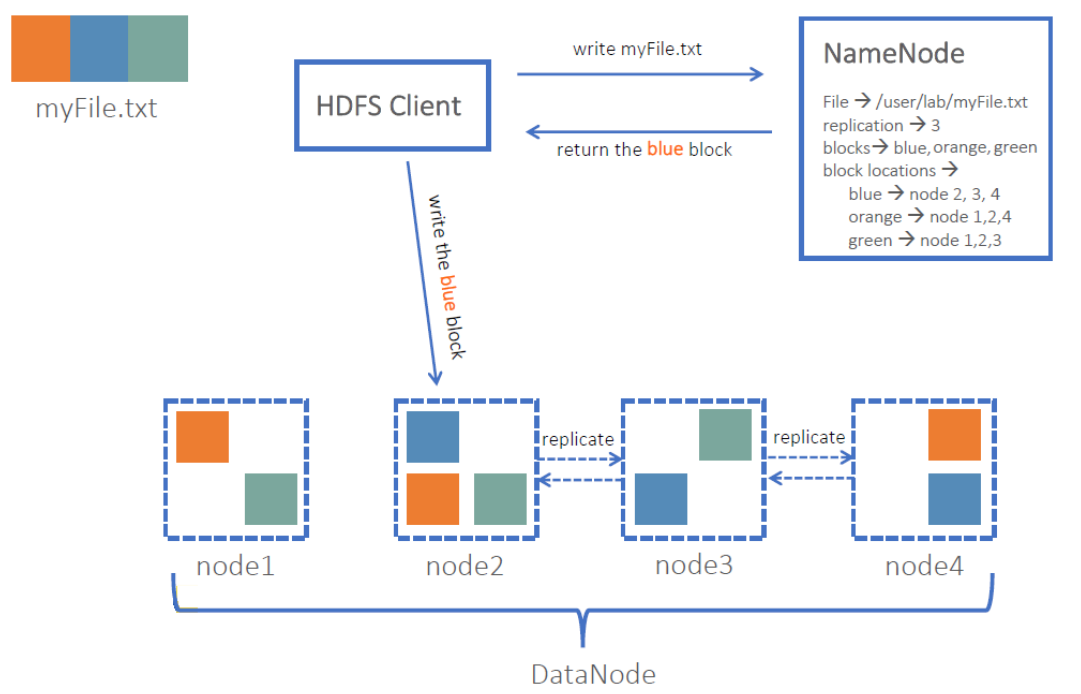 myFile.txt
HDFS Client
write myFile.txt
return the blue block
NameNode
File → /user/lab/myFile.txt
replication → 3
blocks→ blue, orange, green
block locations →
blue → node 2, 3, 4
orange → node 1,2,4
green → node 1,2,3
write the blue block
replicate
replicate
node1
node2
node3
node4
DataNode